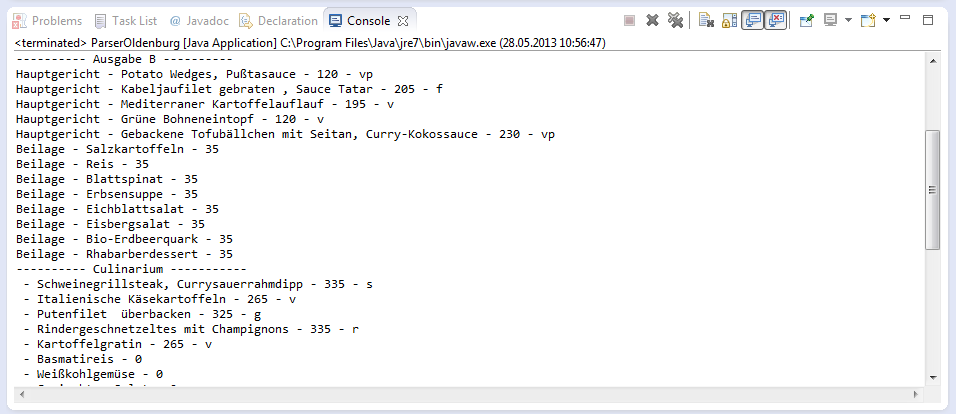 Problems Task List @ Javadoc Declaration Console
<terminated> ParserOldenburg [Java Application] C:\Program Files\Java\jre7\bin\javaw.exe (28.05.2013 10:56:47)
---------- Ausgabe B ----------
Hauptgericht - Potato Wedges, Pußtasauce - 120 - vp
Hauptgericht - Kabeljaufilet gebraten , Sauce Tatar - 205 - f
Hauptgericht - Mediterraner Kartoffelauflauf - 195 - v
Hauptgericht - Grüne Bohneneintopf - 120 - v
Hauptgericht - Gebackene Tofubällchen mit Seitan, Curry-Kokossauce - 230 - vp
Beilage - Salzkartoffeln - 35
Beilage - Reis - 35
Beilage - Blattspinat - 35
Beilage - Erbsensuppe - 35
Beilage - Eichblattsalat - 35
Beilage - Eisbergsalat - 35
Beilage - Bio-Erdbeerquark - 35
Beilage - Rhabarberdessert - 35
---------- Culinarium -----------
- Schweinegrillsteak, Currysauerrahmdipp - 335 - s
- Italienische Käsekartoffeln - 265 - v
- Putenfilet  überbacken - 325 - g
- Rindergeschnetzeltes mit Champignons - 335 - r
- Kartoffelgratin - 265 - v
- Basmatireis - 0
- Weißkohlgemüse - 0